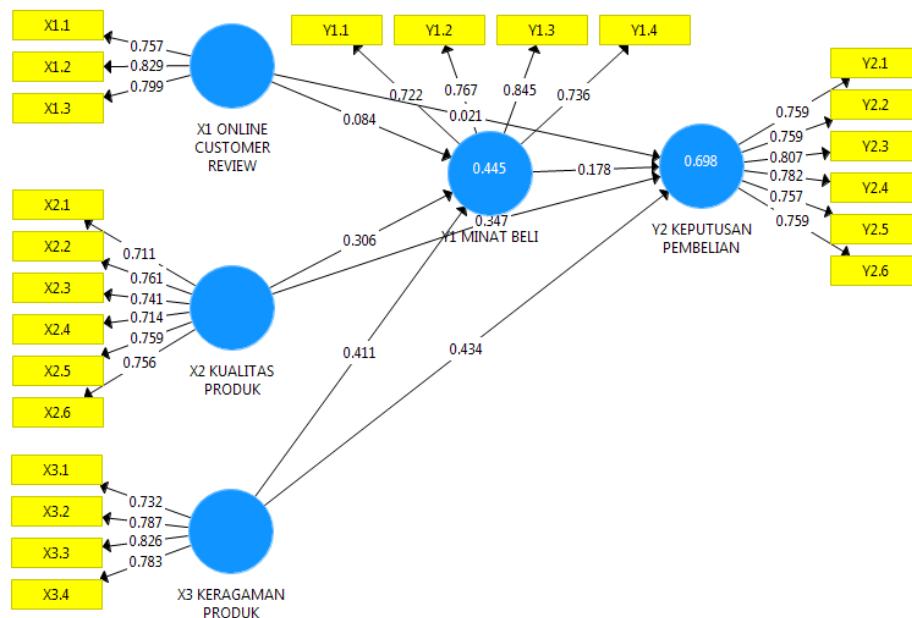 X1.1
X1.2
X1.3
0.757
0.829
0.799
X1 ONLINE
CUSTOMER
REVIEW
Y1.1
Y1.2
Y1.3
Y1.4
0.722
0.767
0.845
0.736
0.021
0.084
0.445
Y1 MINAT BELI
0.178
0.347
0.306
0.698
Y2 KEPUTUSAN
PEMBELIAN
0.759
0.759
0.807
0.782
0.757
0.759
Y2.1
Y2.2
Y2.3
Y2.4
Y2.5
Y2.6
X2.1
X2.2
X2.3
X2.4
X2.5
X2.6
0.711
0.761
0.741
0.714
0.759
0.756
X2 KUALITAS
PRODUK
0.411
0.434
X3.1
X3.2
X3.3
X3.4
0.732
0.787
0.826
0.783
X3 KERAGAMAN
PRODUK